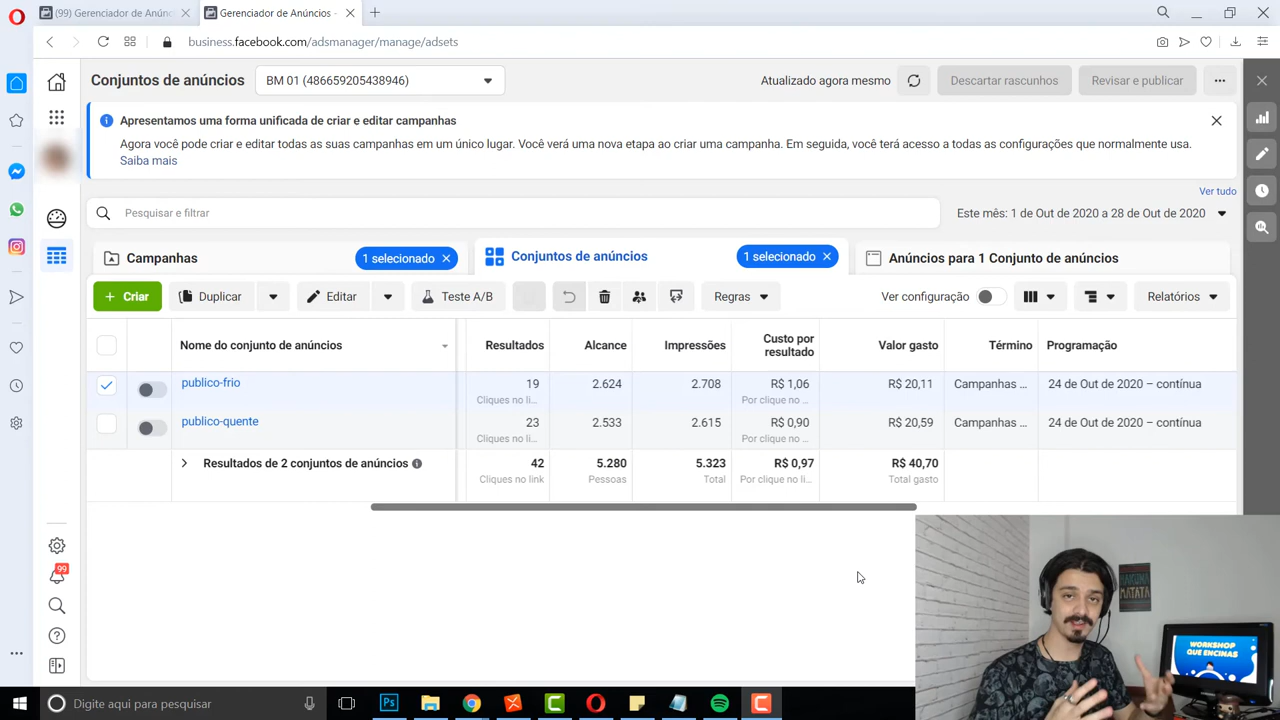 (99) Gerenciador de Anúnc
Gerenciador de Anúncios -
business.facebook.com/adsmanager/manage/adsets
Conjuntos de anúncios
BM 01 (486659205438946)
Atualizado agora mesmo
Descartar rascunhos
Revisar e publicar
Apresentamos uma forma unificada de criar e editar campanhas
Agora você pode criar e editar todas as suas campanhas em um único lugar. Você verá uma nova etapa ao criar uma campanha. Em seguida, você terá acesso a todas as configurações que normalmente usa.
Saiba mais
Ver tudo
Pesquisar e filtrar
Este mês: 1 de Out de 2020 a 28 de Out de 2020
Campanhas
1 selecionado
Conjuntos de anúncios
1 selecionado
Anúncios para 1 Conjunto de anúncios
+ Criar
Duplicar
Editar
Teste A/B
Regras
Ver configuração
Relatórios
Nome do conjunto de anúncios
Resultados
Alcance
Impressões
Custo por resultado
Valor gasto
Término
Programação
publico-frio
19
2.624
2.708
R$ 1,06
R$ 20,11
Campanhas ...
24 de Out de 2020 – contínua
Cliques no li...
Por clique no ...
publico-quente
23
2.533
2.615
R$ 0,90
R$ 20,59
Campanhas ...
24 de Out de 2020 – contínua
Cliques no li...
Por clique no ...
Resultados de 2 conjuntos de anúncios
42
5.280
5.323
R$ 0,97
R$ 40,70
Cliques no link
Pessoas
Total
Por clique no li...
Total gasto
99
HAKUNA
MATATA
WORKSHOP
QUE ENCINAS
Digite aqui para pesquisar
Ps